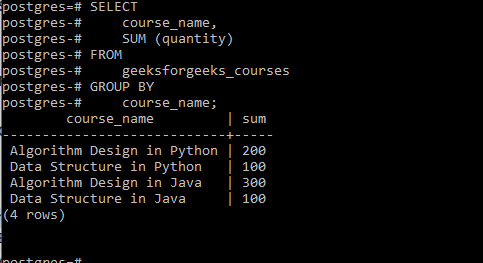 postgres=# SELECT
postgres-#     course_name,
postgres-#     SUM (quantity)
postgres-# FROM
postgres-#     geeksforgeeks_courses
postgres-# GROUP BY
postgres-#     course_name;
        course_name         | sum
----------------------------+-----
 Algorithm Design in Python | 200
 Data Structure in Python   | 100
 Algorithm Design in Java   | 300
 Data Structure in Java     | 100
(4 rows)
postgres=#